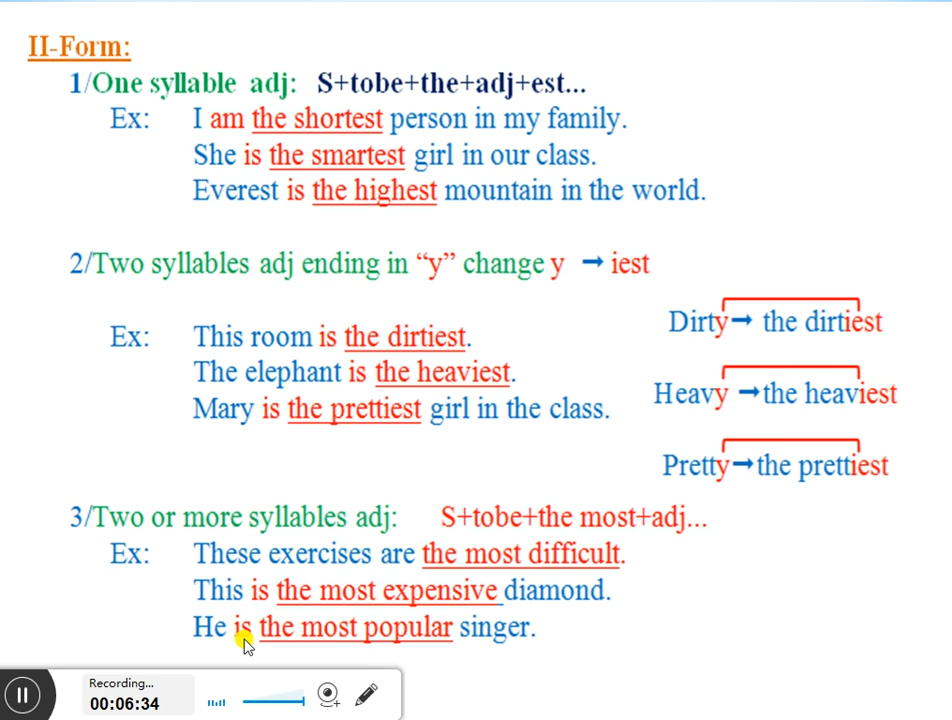 II-Form:
1/One syllable adj: S+tobe+the+adj+est...
Ex: I am the shortest person in my family.
She is the smartest girl in our class.
Everest is the highest mountain in the world.
2/Two syllables adj ending in “y” change y → iest
Dirty→ the dirtiest
Ex: This room is the dirtiest.
The elephant is the heaviest.
Heavy →the heaviest
Mary is the prettiest girl in the class.
Pretty→the prettiest
3/Two or more syllables adj: S+tobe+the most+adj...
Ex: These exercises are the most difficult.
This is the most expensive diamond.
He is the most popular singer.
Recording...
00:06:34